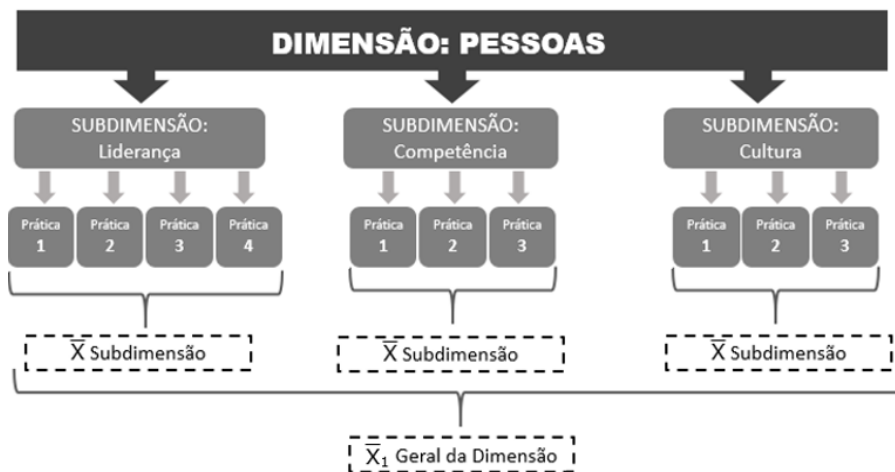 DIMENSÃO: PESSOAS
SUBDIMENSÃO:
Liderança
SUBDIMENSÃO:
Competência
SUBDIMENSÃO:
Cultura
Prática
1
Prática
2
Prática
3
Prática
4
Prática
1
Prática
2
Prática
3
Prática
1
Prática
2
Prática
3
X̅ Subdimensão
X̅ Subdimensão
X̅ Subdimensão
X̅₁ Geral da Dimensão